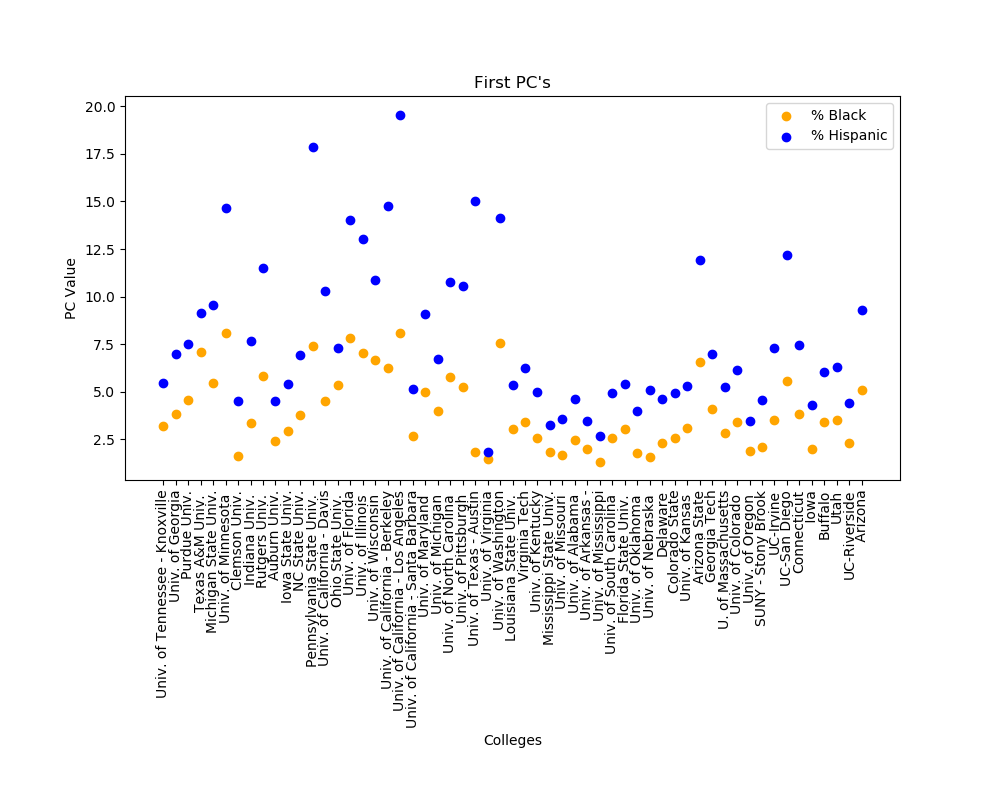 First PC's
% Black
% Hispanic
PC Value
20.0
17.5
15.0
12.5
10.0
7.5
5.0
2.5
Univ. of Tennessee - Knoxville
Univ. of Georgia
Purdue Univ.
Texas A&M Univ.
Michigan State Univ.
Univ. of Minnesota
Clemson Univ.
Indiana Univ.
Rutgers Univ.
Auburn Univ.
Iowa State Univ.
NC State Univ.
Pennsylvania State Univ.
Univ. of California - Davis
Ohio State Univ.
Univ. of Florida
Univ. of Illinois
Univ. of Wisconsin
Univ. of California - Berkeley
Univ. of California - Los Angeles
Univ. of California - Santa Barbara
Univ. of Maryland
Univ. of Michigan
Univ. of North Carolina
Univ. of Pittsburgh
Univ. of Texas - Austin
Univ. of Virginia
Univ. of Washington
Louisiana State Univ.
Virginia Tech
Univ. of Kentucky
Mississippi State Univ.
Univ. of Missouri
Univ. of Alabama
Univ. of Arkansas -
Univ. of Mississippi
Univ. of South Carolina
Florida State Univ.
Univ. of Oklahoma
Univ. of Nebraska
Delaware
Colorado State
Univ. of Kansas
Arizona State
Georgia Tech
U. of Massachusetts
Univ. of Colorado
Univ. of Oregon
SUNY - Stony Brook
UC-Irvine
UC-San Diego
Connecticut
Iowa
Buffalo
Utah
UC-Riverside
Arizona
Colleges